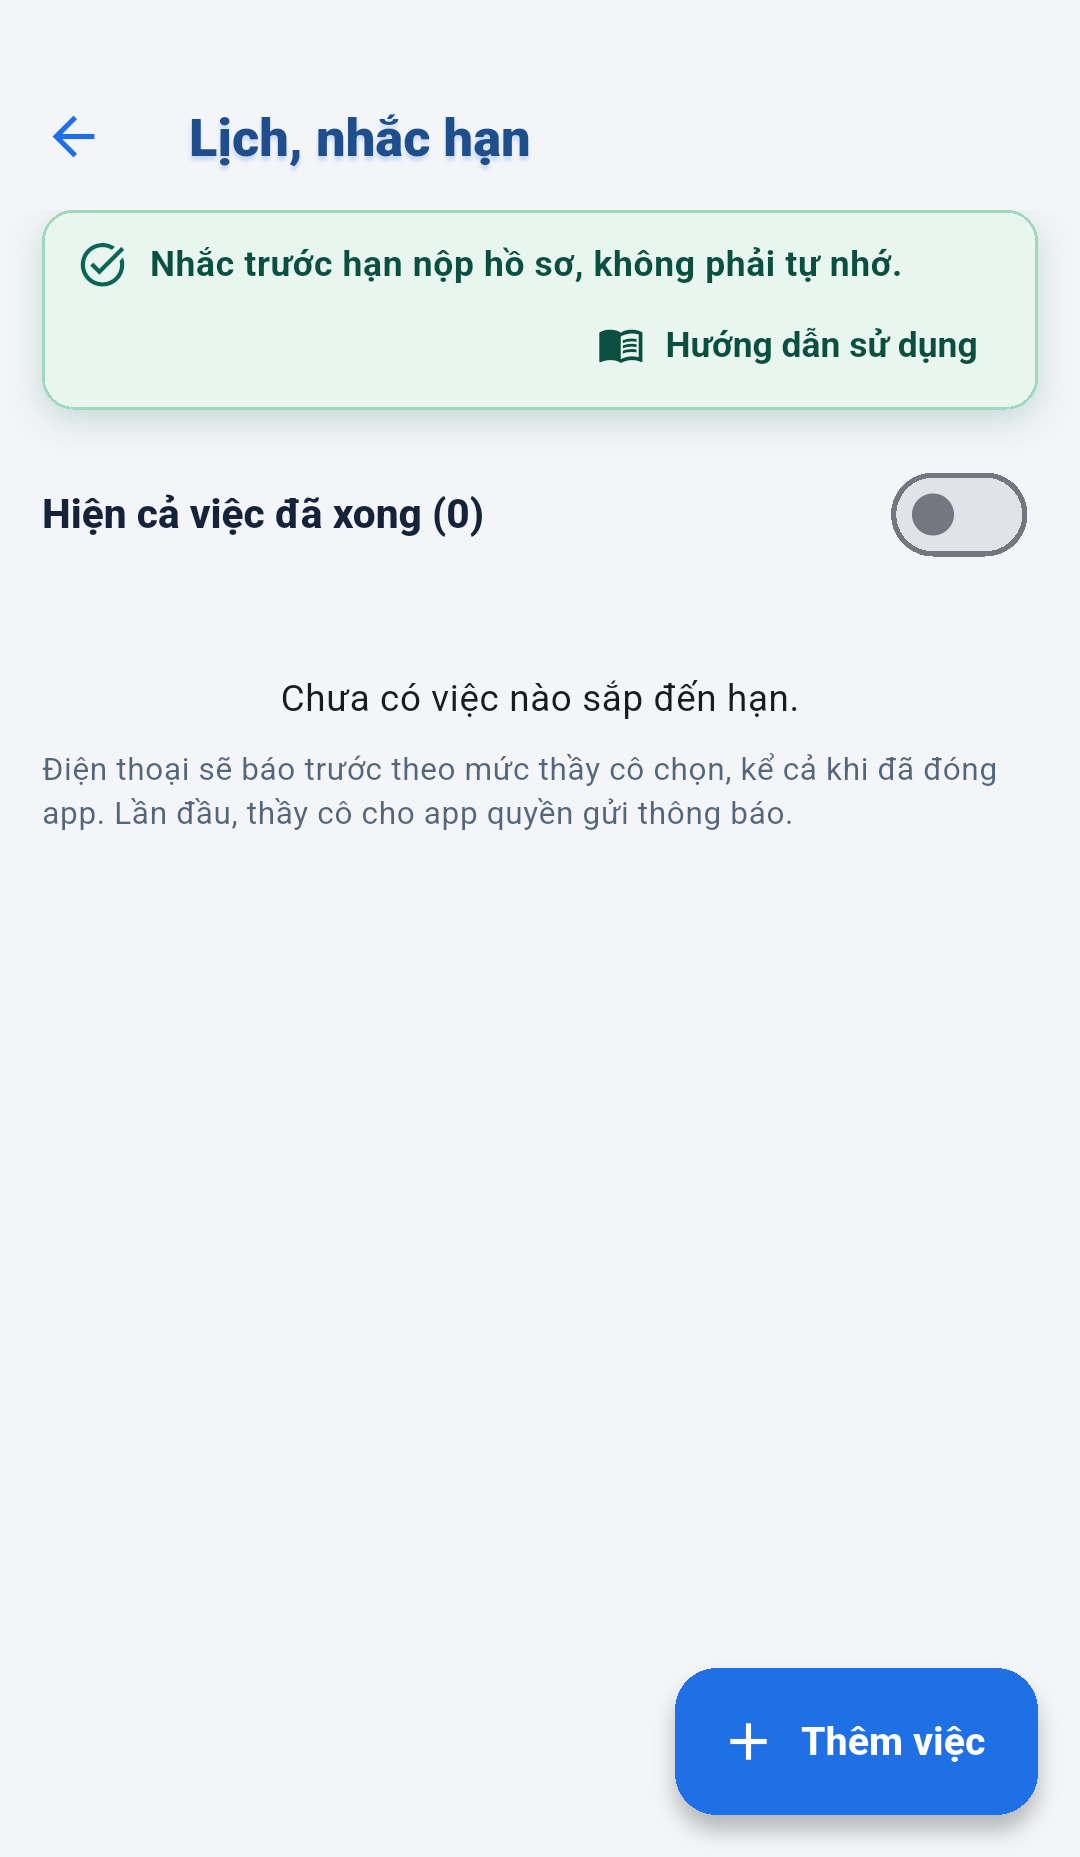 Lịch, nhắc hạn
Nhắc trước hạn nộp hồ sơ, không phải tự nhớ.
Hướng dẫn sử dụng
Hiện cả việc đã xong (0)
Chưa có việc nào sắp đến hạn.
Điện thoại sẽ báo trước theo mức thầy cô chọn, kể cả khi đã đóng
app. Lần đầu, thầy cô cho app quyền gửi thông báo.
Thêm việc